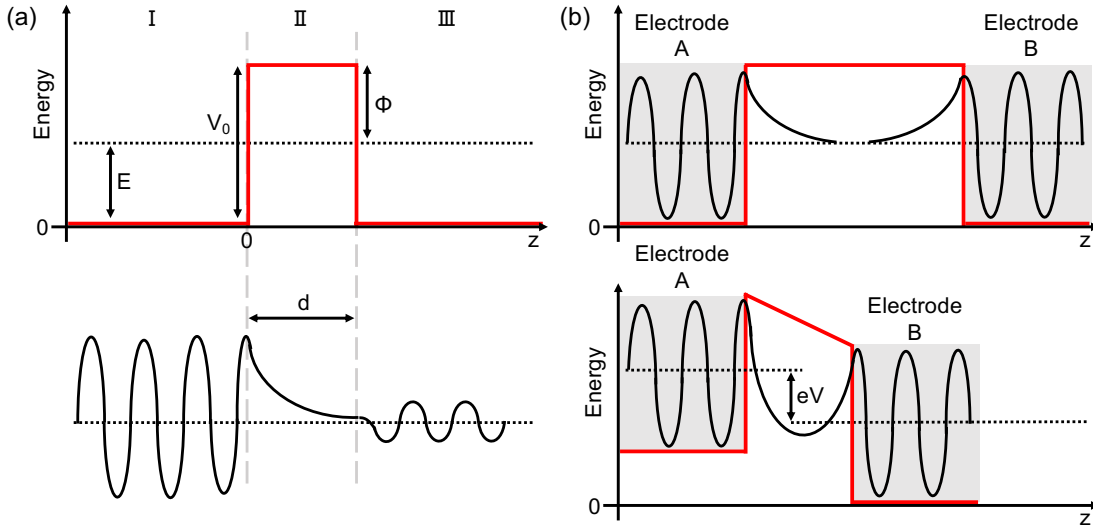 (a)
I II III
Energy
V0
Φ
E
0
0
z
d
(b)
Electrode
A
Electrode
B
Energy
0
z
Electrode
A
Electrode
B
Energy
eV
0
z